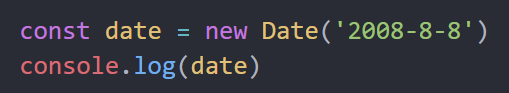 const date = new Date('2008-8-8')
console.log(date)